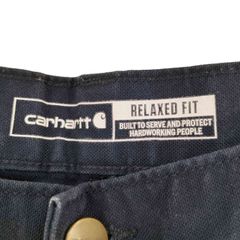 carhartt
RELAXED FIT
BUILT TO SERVE AND PROTECT
HARDWORKING PEOPLE